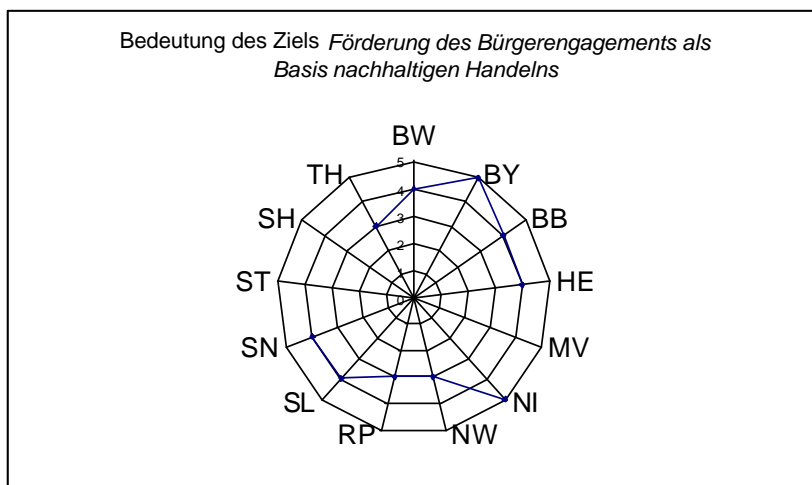 Bedeutung des Ziels Förderung des Bürgerengagements als
Basis nachhaltigen Handelns
BW
BY
BB
HE
MV
NI
NW
RP
SL
SN
ST
SH
TH
5
4
3
2
1
0